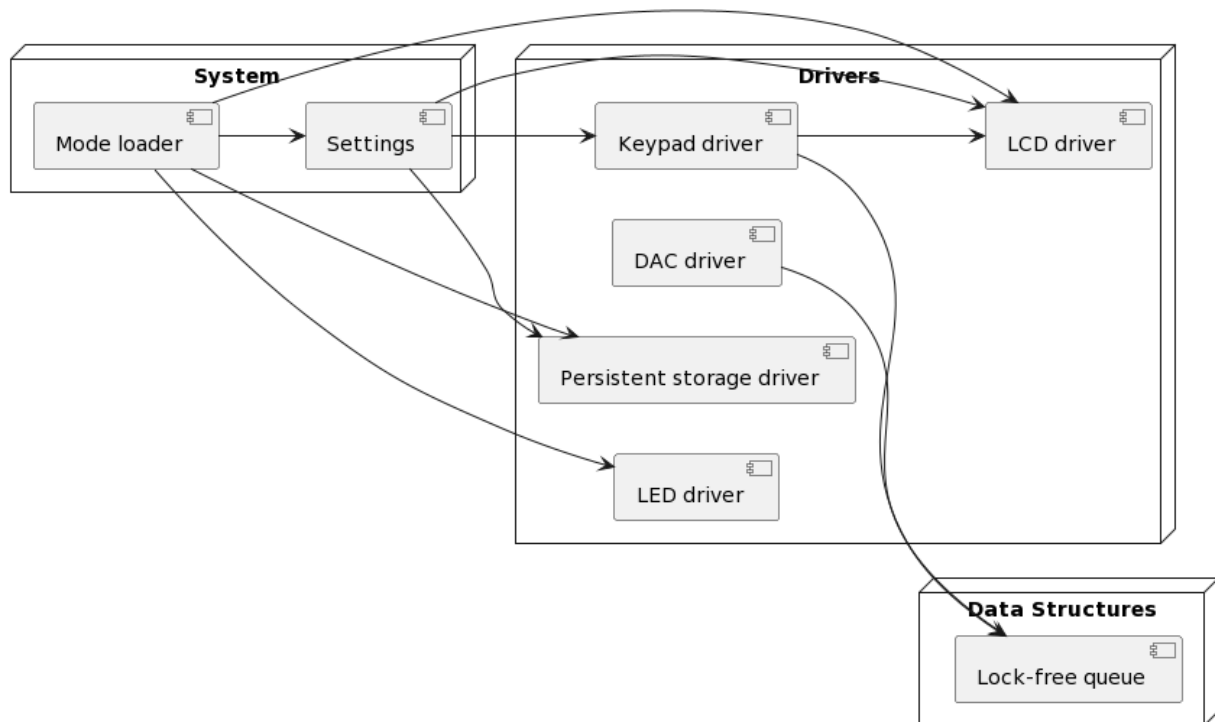 System
Drivers
Mode loader
Settings
Keypad driver
LCD driver
DAC driver
Persistent storage driver
LED driver
Data Structures
Lock-free queue